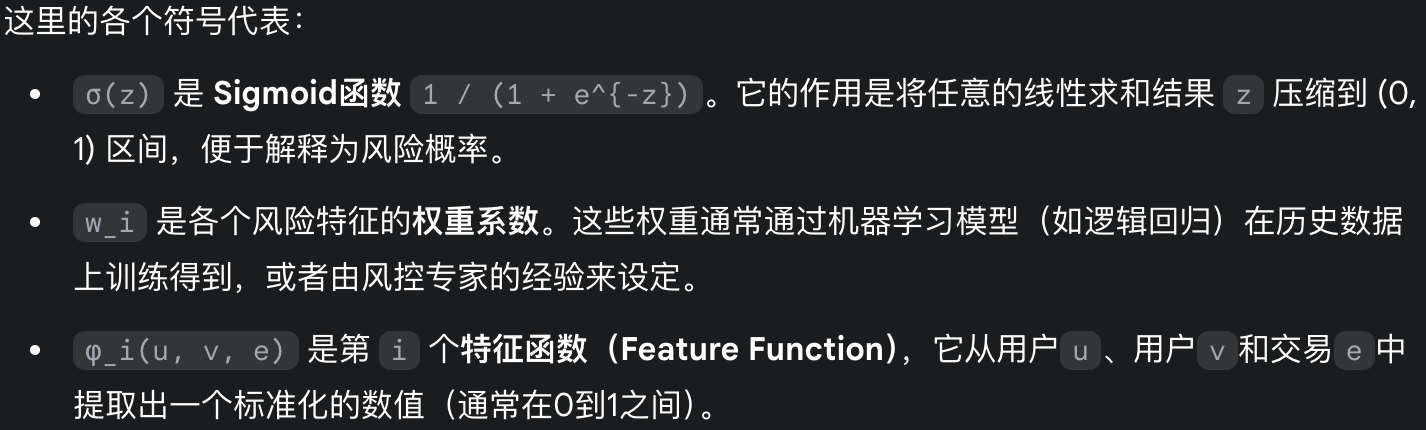 这里的各个符号代表：
• σ(z) 是 Sigmoid函数 1 / (1 + e^{-z})。它的作用是将任意的线性求和结果 z 压缩到 (0,
1) 区间，便于解释为风险概率。
• w_i 是各个风险特征的权重系数。这些权重通常通过机器学习模型（如逻辑回归）在历史数据
上训练得到，或者由风控专家的经验来设定。
• φ_i(u, v, e) 是第 i 个特征函数（Feature Function），它从用户u、用户v和交易e中
提取出一个标准化的数值（通常在0到1之间）。